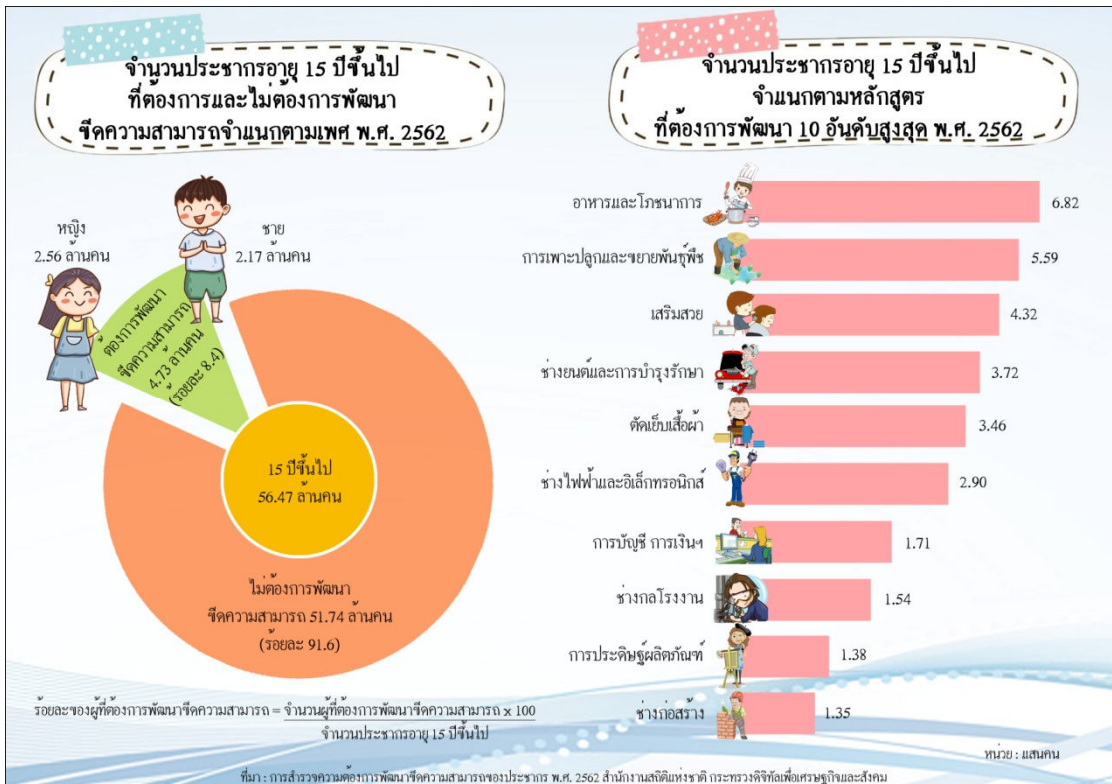 จำนวนประชากรอายุ 15 ปีขึ้นไป
ที่ต้องการและไม่ต้องการพัฒนา
ขีดความสามารถจำแนกตามเพศ พ.ศ. 2562
หญิง
2.56 ล้านคน
ชาย
2.17 ล้านคน
ต้องการพัฒนา
ขีดความสามารถ
4.73 ล้านคน
(ร้อยละ 8.4)
15 ปีขึ้นไป
56.47 ล้านคน
ไม่ต้องการพัฒนา
ขีดความสามารถ 51.74 ล้านคน
(ร้อยละ 91.6)
ร้อยละของผู้ที่ต้องการพัฒนาขีดความสามารถ = จำนวนผู้ที่ต้องการพัฒนาขีดความสามารถ x 100
จำนวนประชากรอายุ 15 ปีขึ้นไป
จำนวนประชากรอายุ 15 ปีขึ้นไป
จำแนกตามหลักสูตร
ที่ต้องการพัฒนา 10 อันดับสูงสุด พ.ศ. 2562
อาหารและโภชนาการ 6.82
การเพาะปลูกและขยายพันธุ์พืช 5.59
เสริมสวย 4.32
ช่างยนต์และการบำรุงรักษา 3.72
ตัดเย็บเสื้อผ้า 3.46
ช่างไฟฟ้าและอิเล็กทรอนิกส์ 2.90
การบัญชี การเงินฯ 1.71
ช่างกลโรงงาน 1.54
การประดิษฐ์ผลิตภัณฑ์ 1.38
ช่างก่อสร้าง 1.35
หน่วย : แสนคน
ที่มา : การสำรวจความต้องการพัฒนาขีดความสามารถของประชากร พ.ศ. 2562 สำนักงานสถิติแห่งชาติ กระทรวงดิจิทัลเพื่อเศรษฐกิจและสังคม